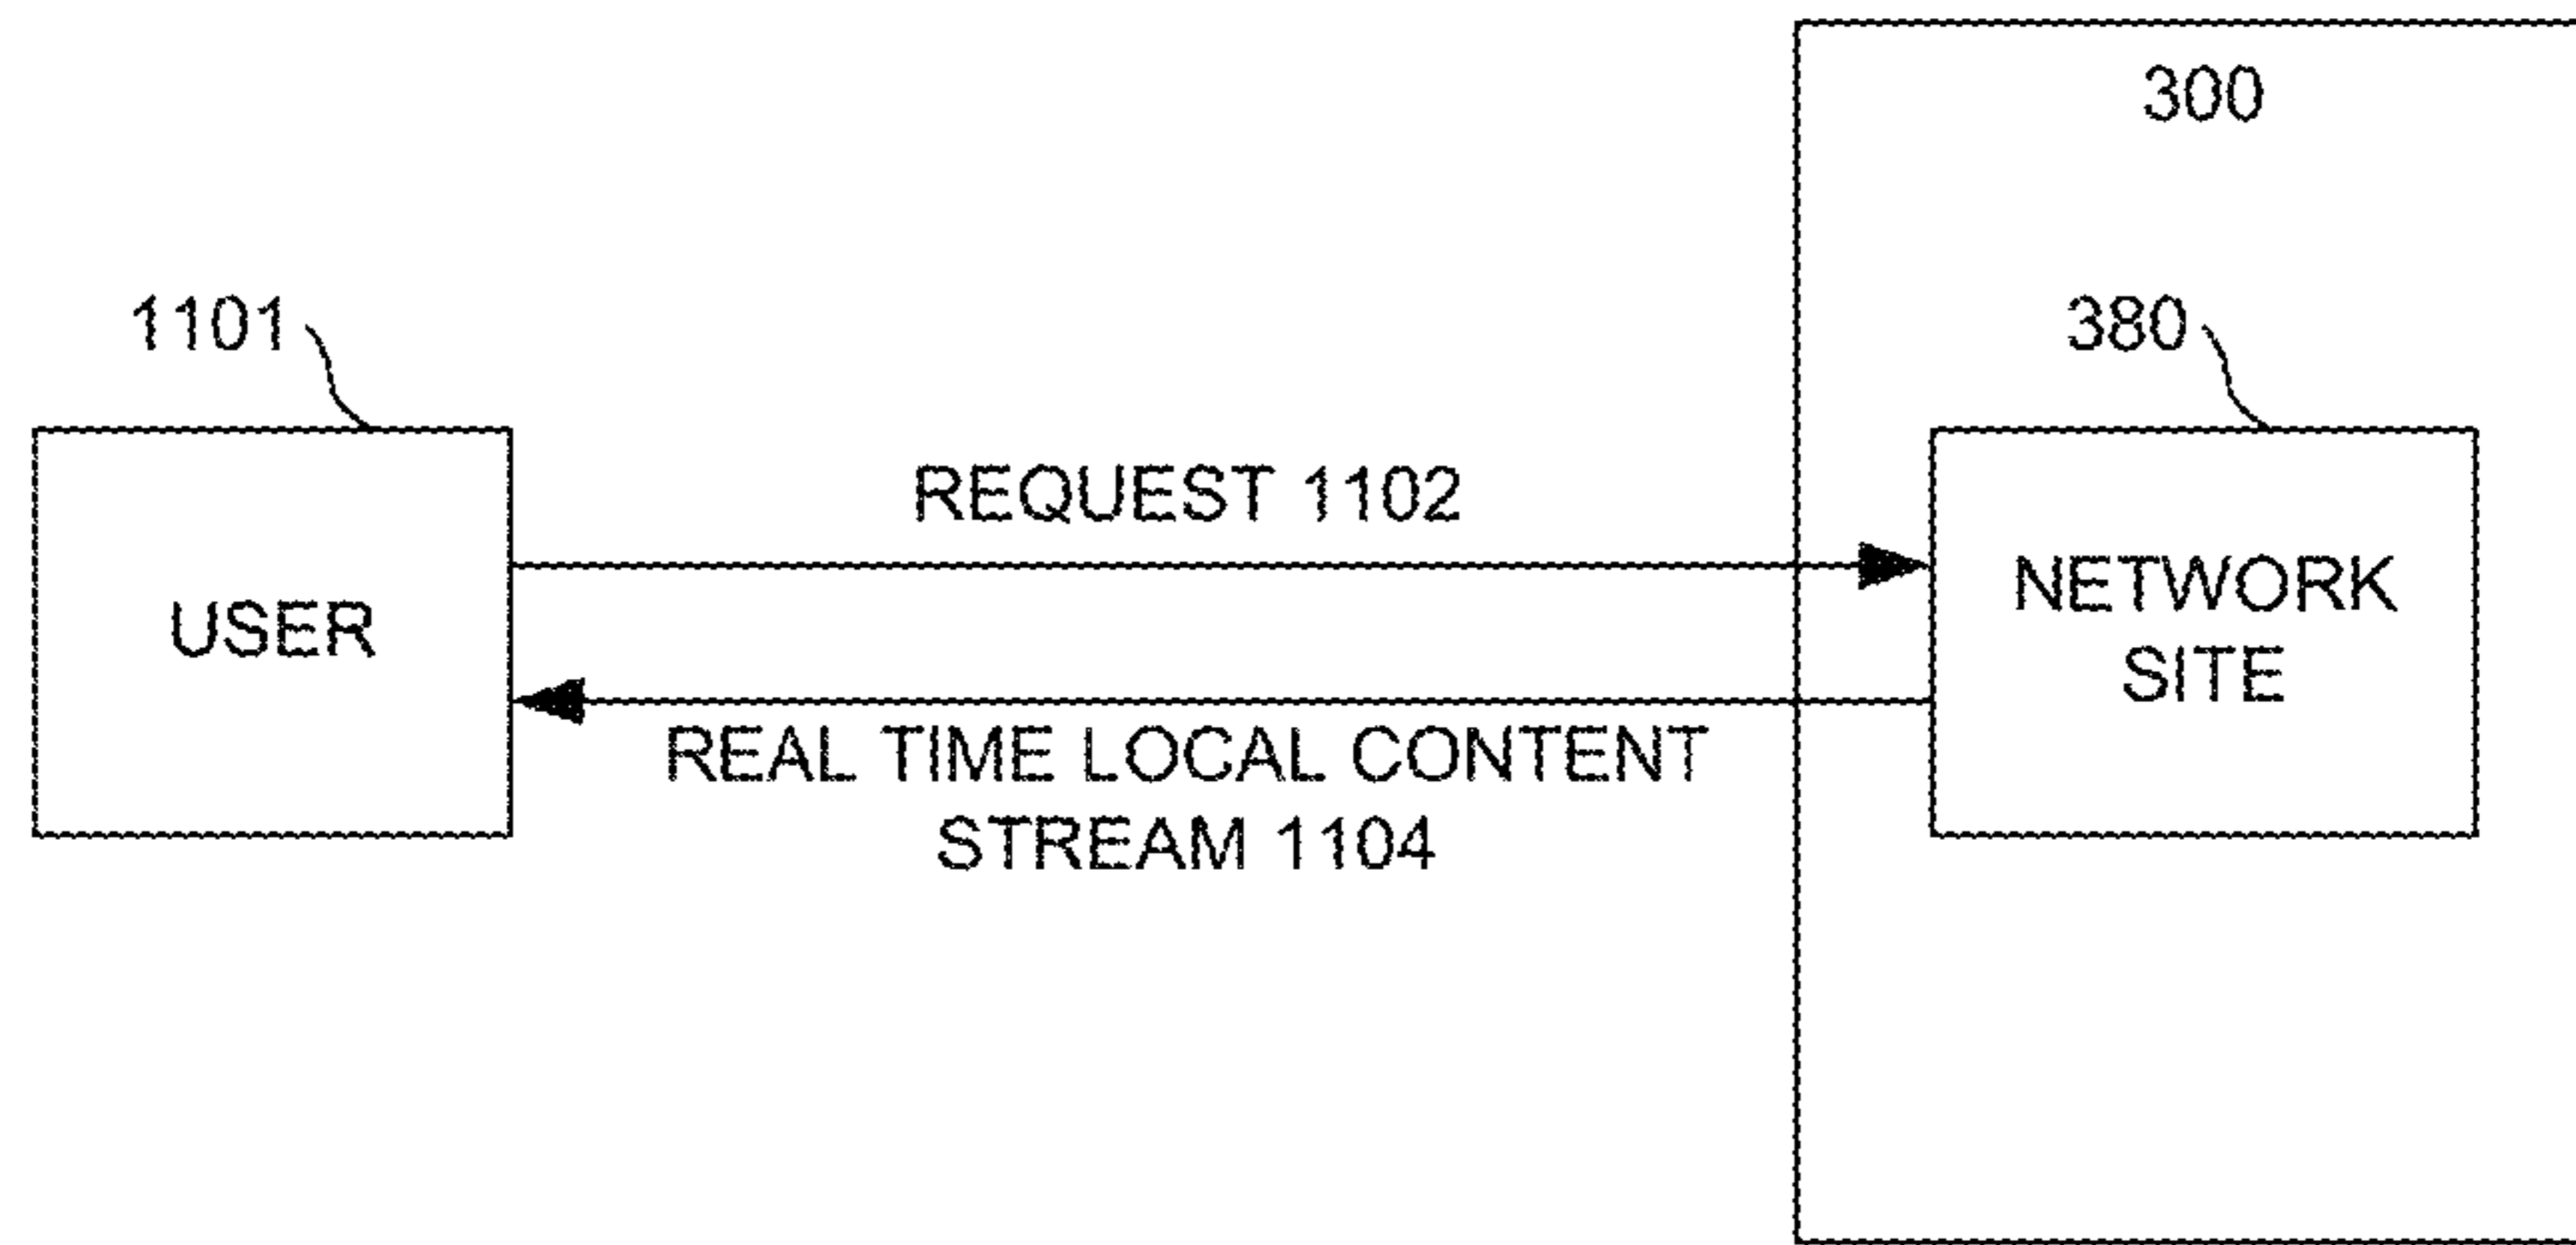 300
1101
380
REQUEST 1102
NETWORK
SITE
USER
REAL TIME LOCAL CONTENT
STREAM 1104